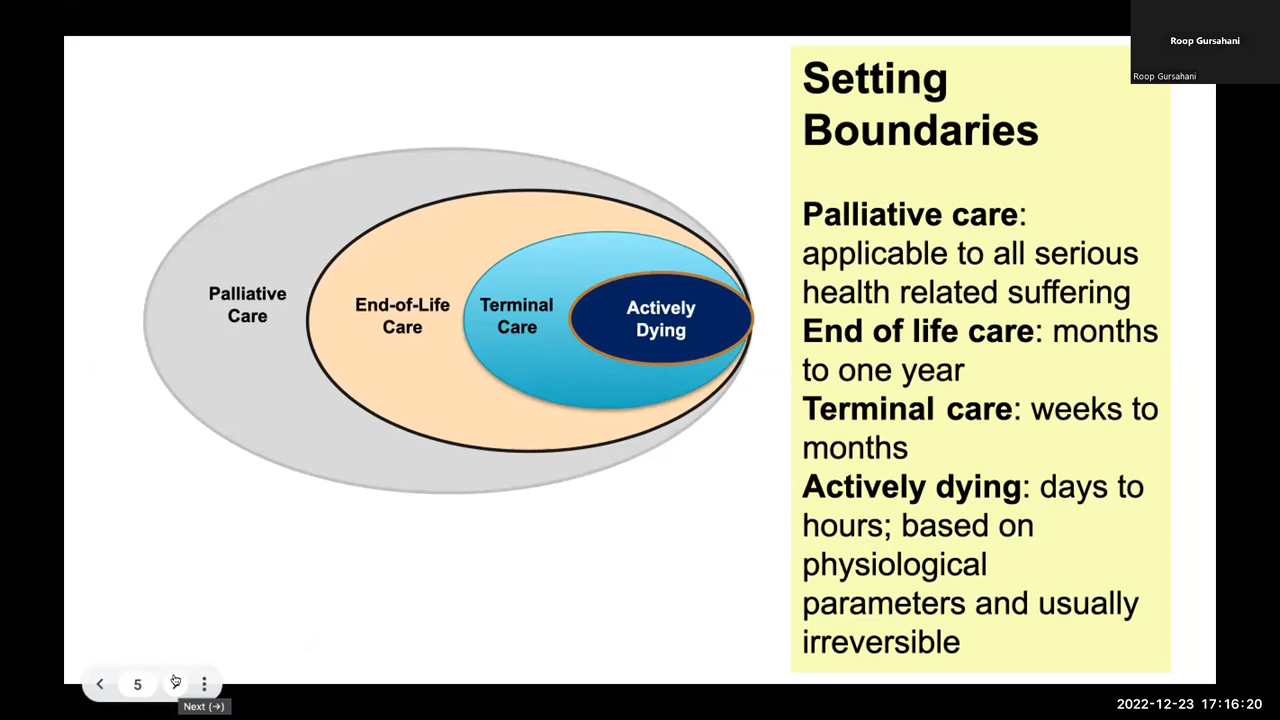 Roop Gursahani
Roop Gursahani
Setting
Boundaries
Palliative care:
applicable to all serious
health related suffering
End of life care: months
to one year
Terminal care: weeks to
months
Actively dying: days to
hours; based on
physiological
parameters and usually
irreversible
Palliative
Care
End-of-Life
Care
Terminal
Care
Actively
Dying
5
Next (→)
2022-12-23 17:16:20